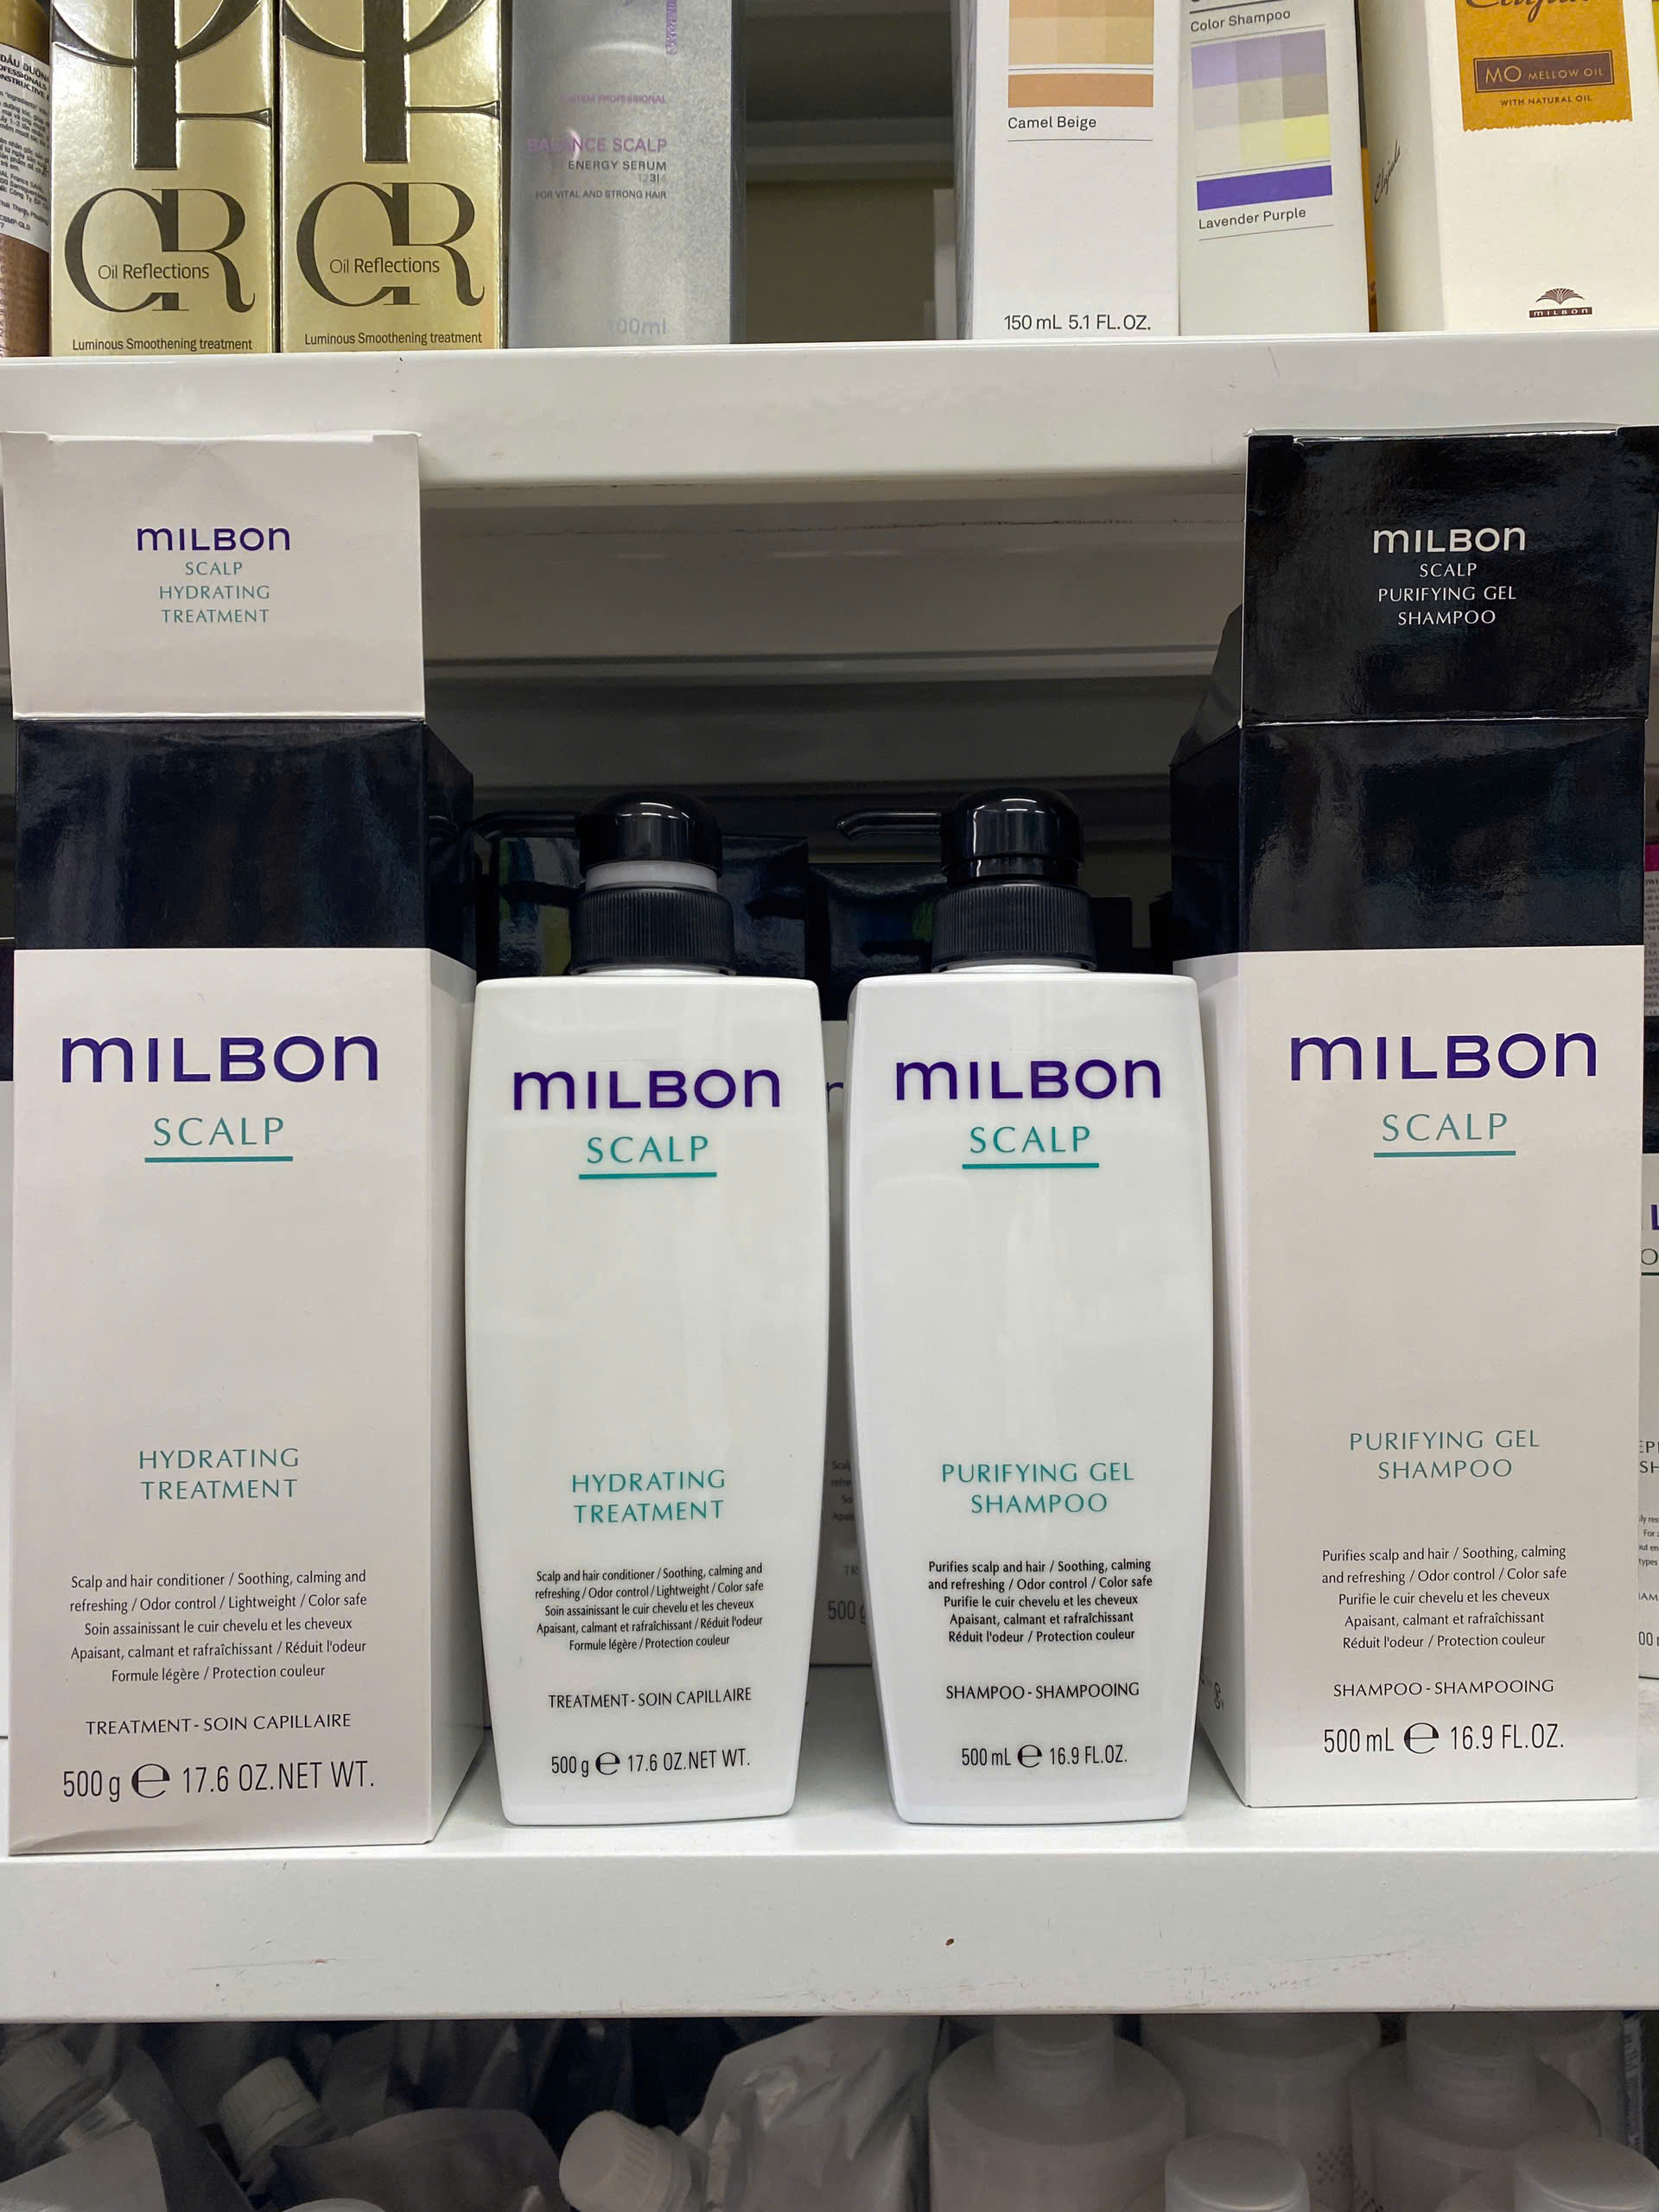 DẦU DƯỠN
CR
Oil Reflections
Luminous Smoothening treatment
CR
Oil Reflections
Luminous Smoothening treatment
SYSTEM PROFESSIONAL
BALANCE SCALP
ENERGY SERUM
FOR VITAL AND STRONG HAIR
100ml
Camel Beige
150 mL 5.1 FL.OZ.
Color Shampoo
Lavender Purple
MO MELLOW OIL
WITH NATURAL OIL
MILBON
MILBON
SCALP
HYDRATING
TREATMENT
MILBON
SCALP
HYDRATING
TREATMENT
Scalp and hair conditioner / Soothing, calming and
refreshing / Odor control / Lightweight / Color safe
Soin assainissant le cuir chevelu et les cheveux
Apaisant, calmant et rafraîchissant / Réduit l'odeur
Formule légère / Protection couleur
TREATMENT - SOIN CAPILLAIRE
500 g e 17.6 OZ.NET WT.
MILBON
SCALP
HYDRATING
TREATMENT
Scalp and hair conditioner / Soothing, calming and
refreshing / Odor control / Lightweight / Color safe
Soin assainissant le cuir chevelu et les cheveux
Apaisant, calmant et rafraîchissant / Réduit l'odeur
Formule légère / Protection couleur
TREATMENT - SOIN CAPILLAIRE
500 g e 17.6 OZ.NET WT.
MILBON
SCALP
PURIFYING GEL
SHAMPOO
Purifies scalp and hair / Soothing, calming
and refreshing / Odor control / Color safe
Purifie le cuir chevelu et les cheveux
Apaisant, calmant et rafraîchissant
Réduit l'odeur / Protection couleur
SHAMPOO - SHAMPOOING
500 mL e 16.9 FL.OZ.
MILBON
SCALP
PURIFYING GEL
SHAMPOO
MILBON
SCALP
PURIFYING GEL
SHAMPOO
Purifies scalp and hair / Soothing, calming
and refreshing / Odor control / Color safe
Purifie le cuir chevelu et les cheveux
Apaisant, calmant et rafraîchissant
Réduit l'odeur / Protection couleur
SHAMPOO - SHAMPOOING
500 mL e 16.9 FL.OZ.